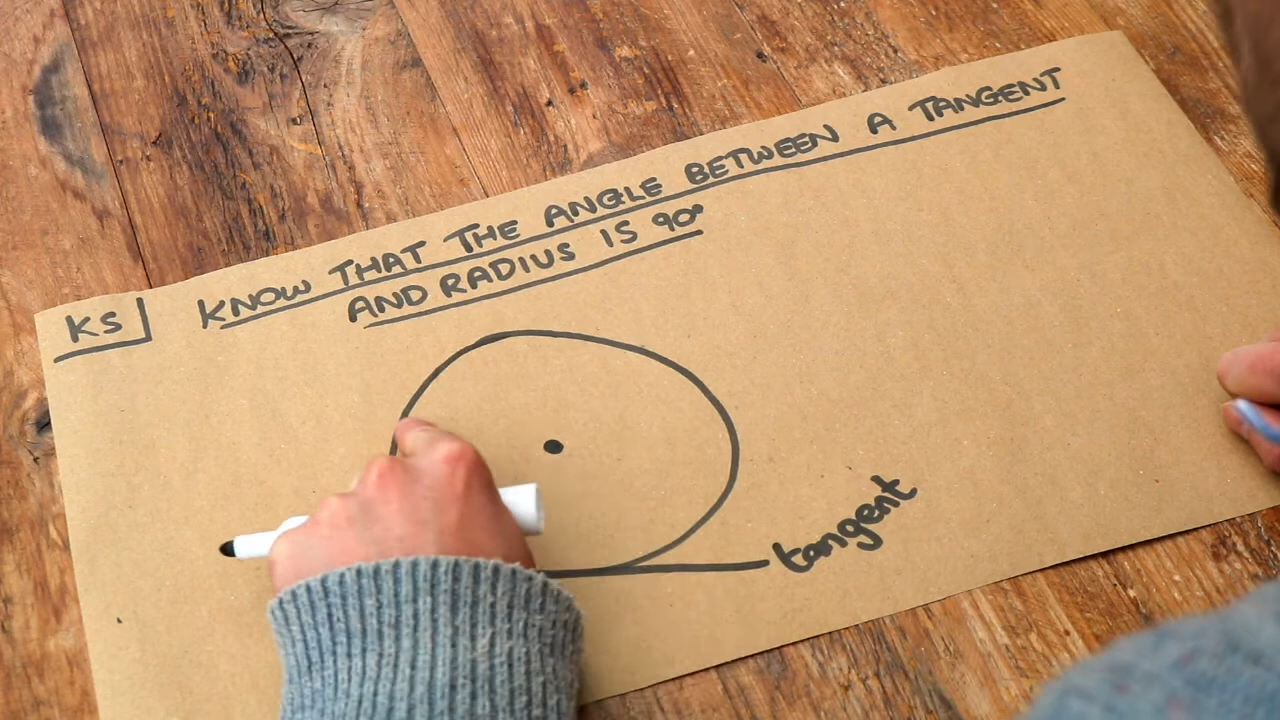 KS
KNOW THAT THE ANGLE BETWEEN A TANGENT
AND RADIUS IS 90°
tangent